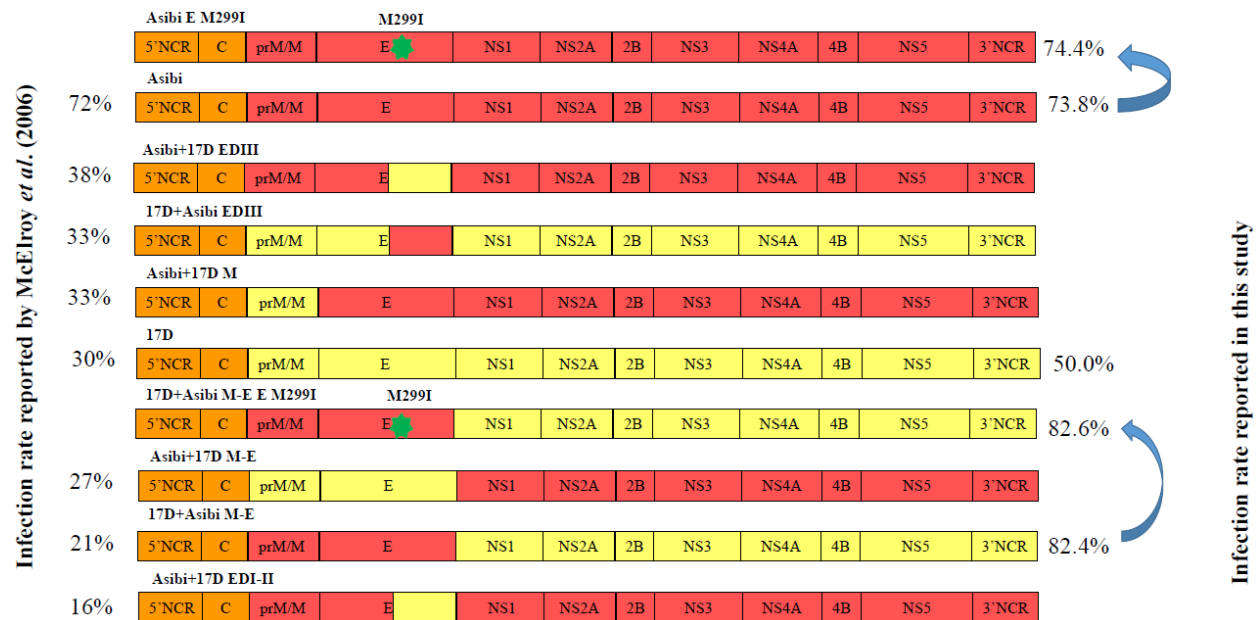 Infection rate reported by McElroy et al. (2006)
Asibi E M299I M299I
5'NCR C prM/M E NS1 NS2A 2B NS3 NS4A 4B NS5 3'NCR 74.4%
Asibi
72% 5'NCR C prM/M E NS1 NS2A 2B NS3 NS4A 4B NS5 3'NCR 73.8%
Asibi+17D EDIII
38% 5'NCR C prM/M E NS1 NS2A 2B NS3 NS4A 4B NS5 3'NCR
17D+Asibi EDIII
33% 5'NCR C prM/M E NS1 NS2A 2B NS3 NS4A 4B NS5 3'NCR
Asibi+17D M
33% 5'NCR C prM/M E NS1 NS2A 2B NS3 NS4A 4B NS5 3'NCR
17D
30% 5'NCR C prM/M E NS1 NS2A 2B NS3 NS4A 4B NS5 3'NCR 50.0%
17D+Asibi M-E E M299I M299I
5'NCR C prM/M E NS1 NS2A 2B NS3 NS4A 4B NS5 3'NCR 82.6%
Asibi+17D M-E
27% 5'NCR C prM/M E NS1 NS2A 2B NS3 NS4A 4B NS5 3'NCR
17D+Asibi M-E
21% 5'NCR C prM/M E NS1 NS2A 2B NS3 NS4A 4B NS5 3'NCR 82.4%
Asibi+17D EDI-II
16% 5'NCR C prM/M E NS1 NS2A 2B NS3 NS4A 4B NS5 3'NCR
Infection rate reported in this study